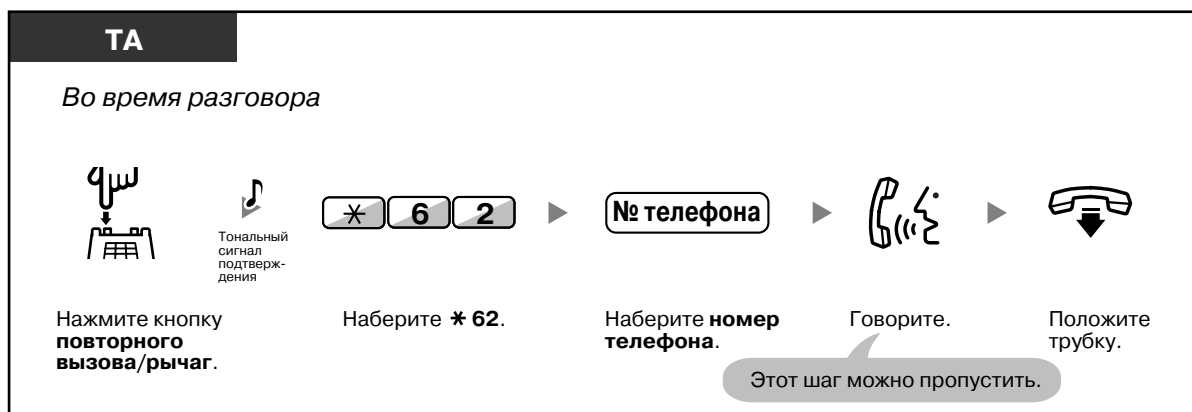 ТА
Во время разговора
Тональный
сигнал
подтверж-
дения
* 6 2
№ телефона
Нажмите кнопку
повторного
вызова/рычаг.
Наберите * 62.
Наберите номер
телефона.
Говорите.
Положите
трубку.
Этот шаг можно пропустить.